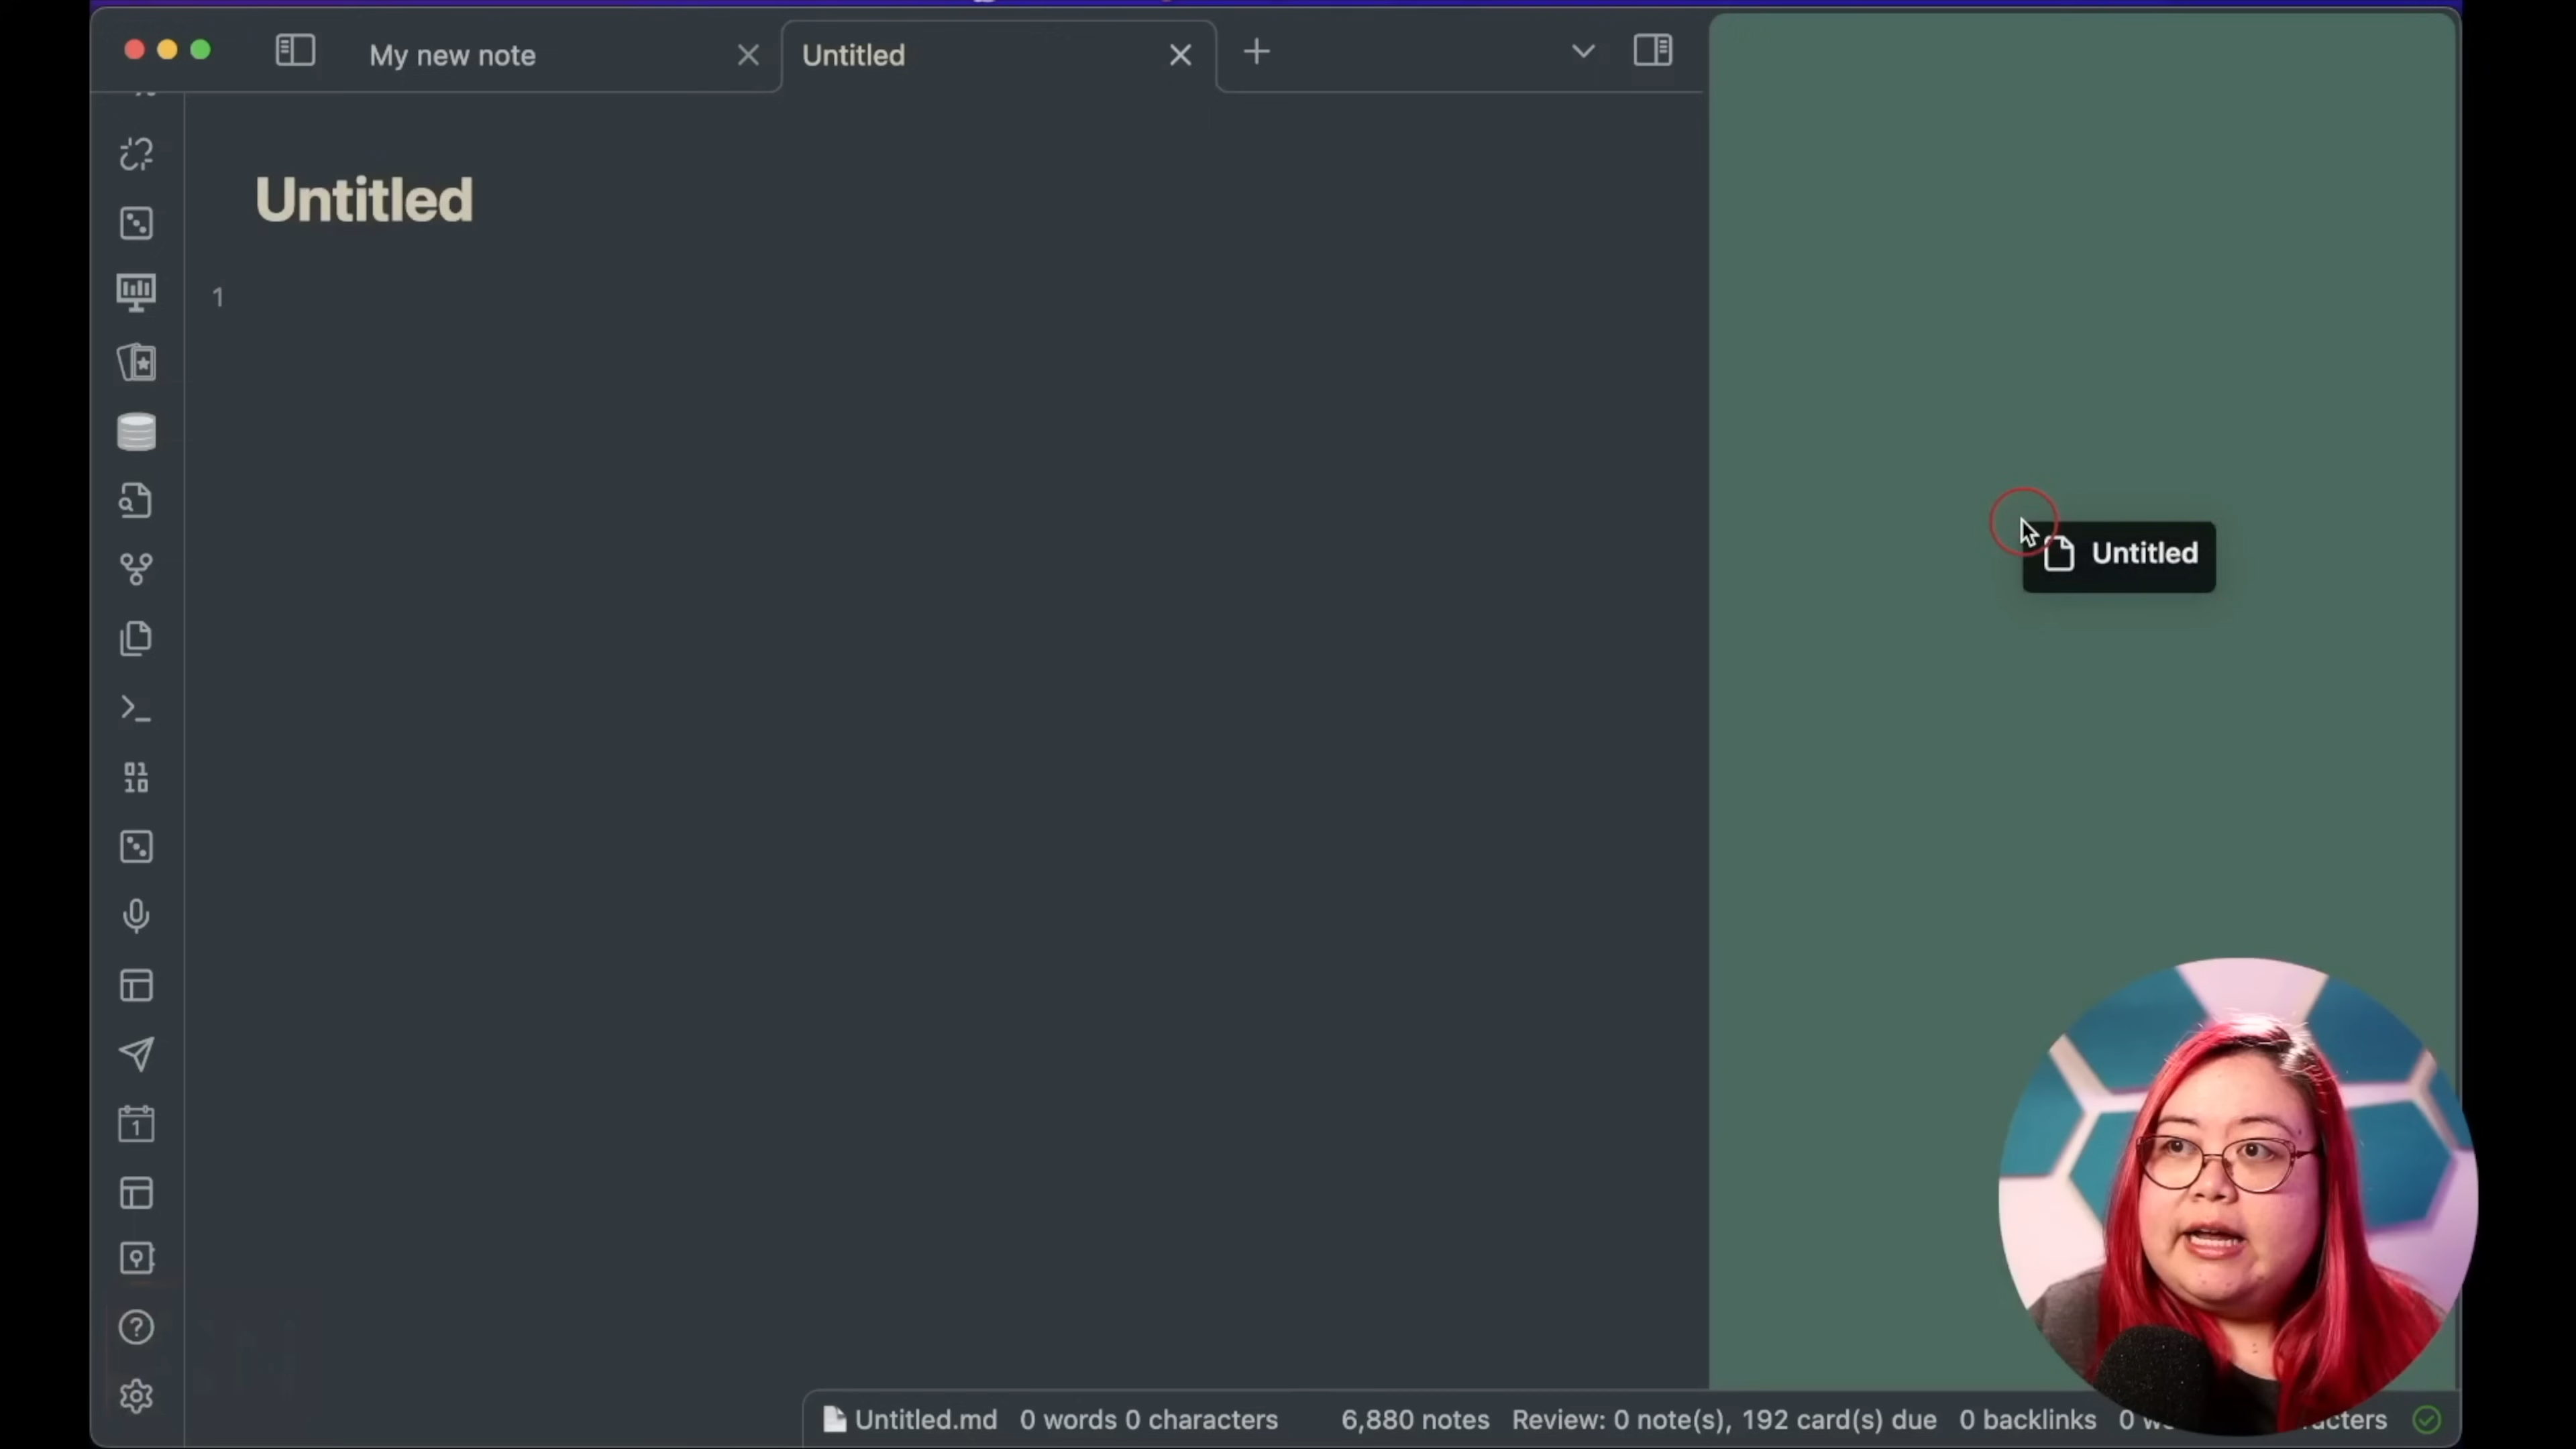 My new note
Untitled
Untitled
1
Untitled
Untitled.md 0 words 0 characters 6,880 notes Review: 0 note(s), 192 card(s) due 0 backlinks 0